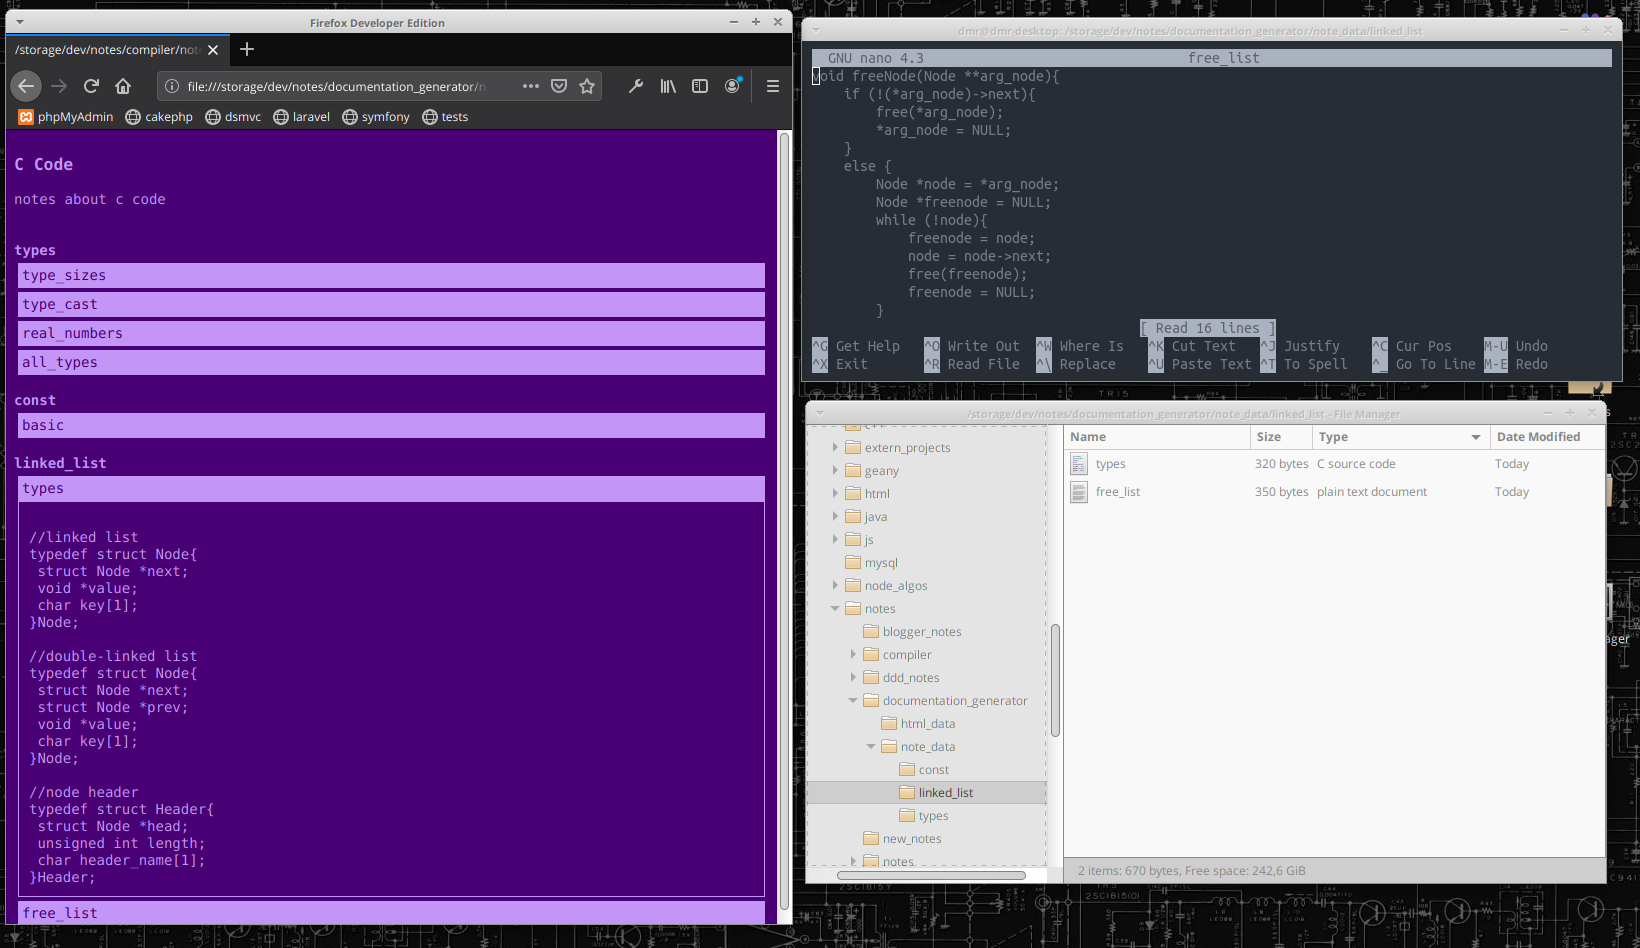 Firefox Developer Edition
/storage/dev/notes/compiler/not
file:///storage/dev/notes/documentation_generator/n
phpMyAdmin cakephp dsmvc laravel symfony tests
C Code
notes about c code
types
type_sizes
type_cast
real_numbers
all_types
const
basic
linked_list
types
//linked list
typedef struct Node{
 struct Node *next;
 void *value;
 char key[1];
}Node;
//double-linked list
typedef struct Node{
 struct Node *next;
 struct Node *prev;
 void *value;
 char key[1];
}Node;
//node header
typedef struct Header{
 struct Node *head;
 unsigned int length;
 char header_name[1];
}Header;
free_list
dmr@dmr-desktop: /storage/dev/notes/documentation_generator/note_data/linked_list
GNU nano 4.3 free_list
void freeNode(Node **arg_node){
    if (!(*arg_node)->next){
        free(*arg_node);
        *arg_node = NULL;
    }
    else {
        Node *node = *arg_node;
        Node *freenode = NULL;
        while (!node){
            freenode = node;
            node = node->next;
            free(freenode);
            freenode = NULL;
        }
[ Read 16 lines ]
^G Get Help ^O Write Out ^W Where Is ^K Cut Text ^J Justify ^C Cur Pos M-U Undo
^X Exit ^R Read File ^\ Replace ^U Paste Text ^T To Spell ^_ Go To Line M-E Redo
/storage/dev/notes/documentation_generator/note_data/linked_list - File Manager
extern_projects
geany
html
java
js
mysql
node_algos
notes
blogger_notes
compiler
ddd_notes
documentation_generator
html_data
note_data
const
linked_list
types
new_notes
notes
Name Size Type Date Modified
types 320 bytes C source code Today
free_list 350 bytes plain text document Today
2 items: 670 bytes, Free space: 242,6 GiB
ager
TR15
2SC1815Y